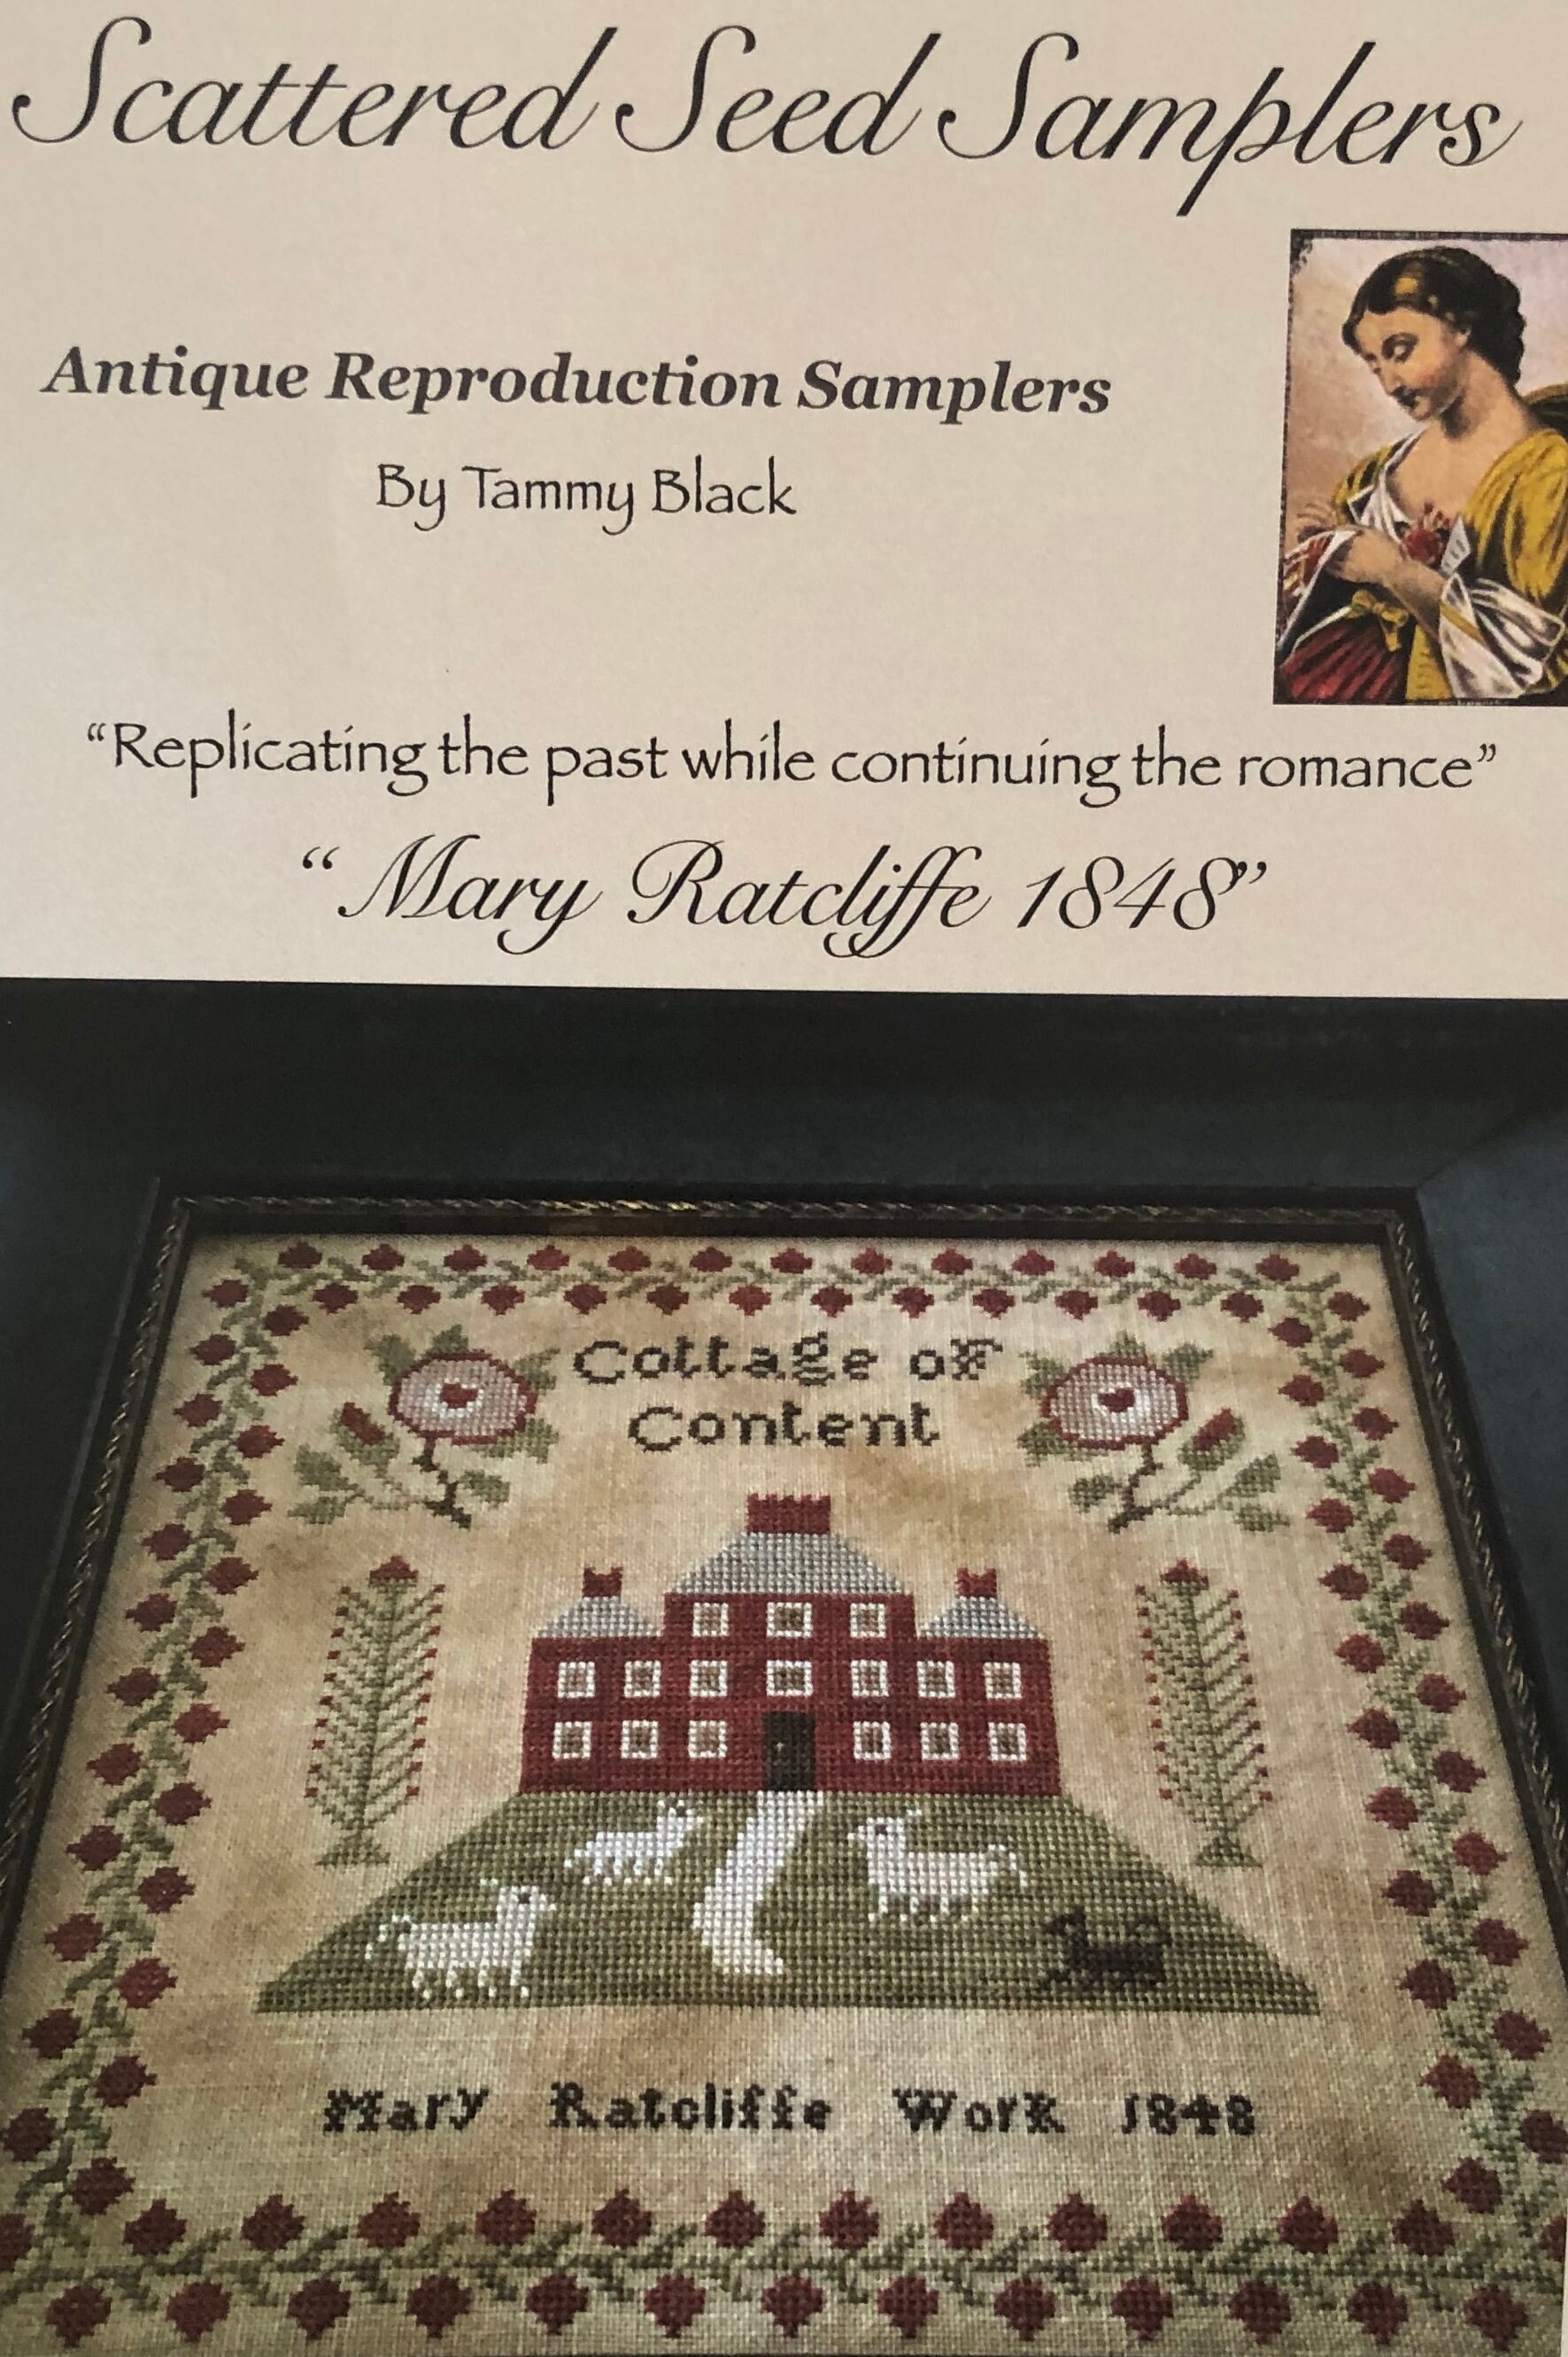 Scattered Seed Samplers
Antique Reproduction Samplers
By Tammy Black
“Replicating the past while continuing the romance”
“Mary Ratcliffe 1848”
Cottage of
Content
Mary Ratcliffe Work 1848